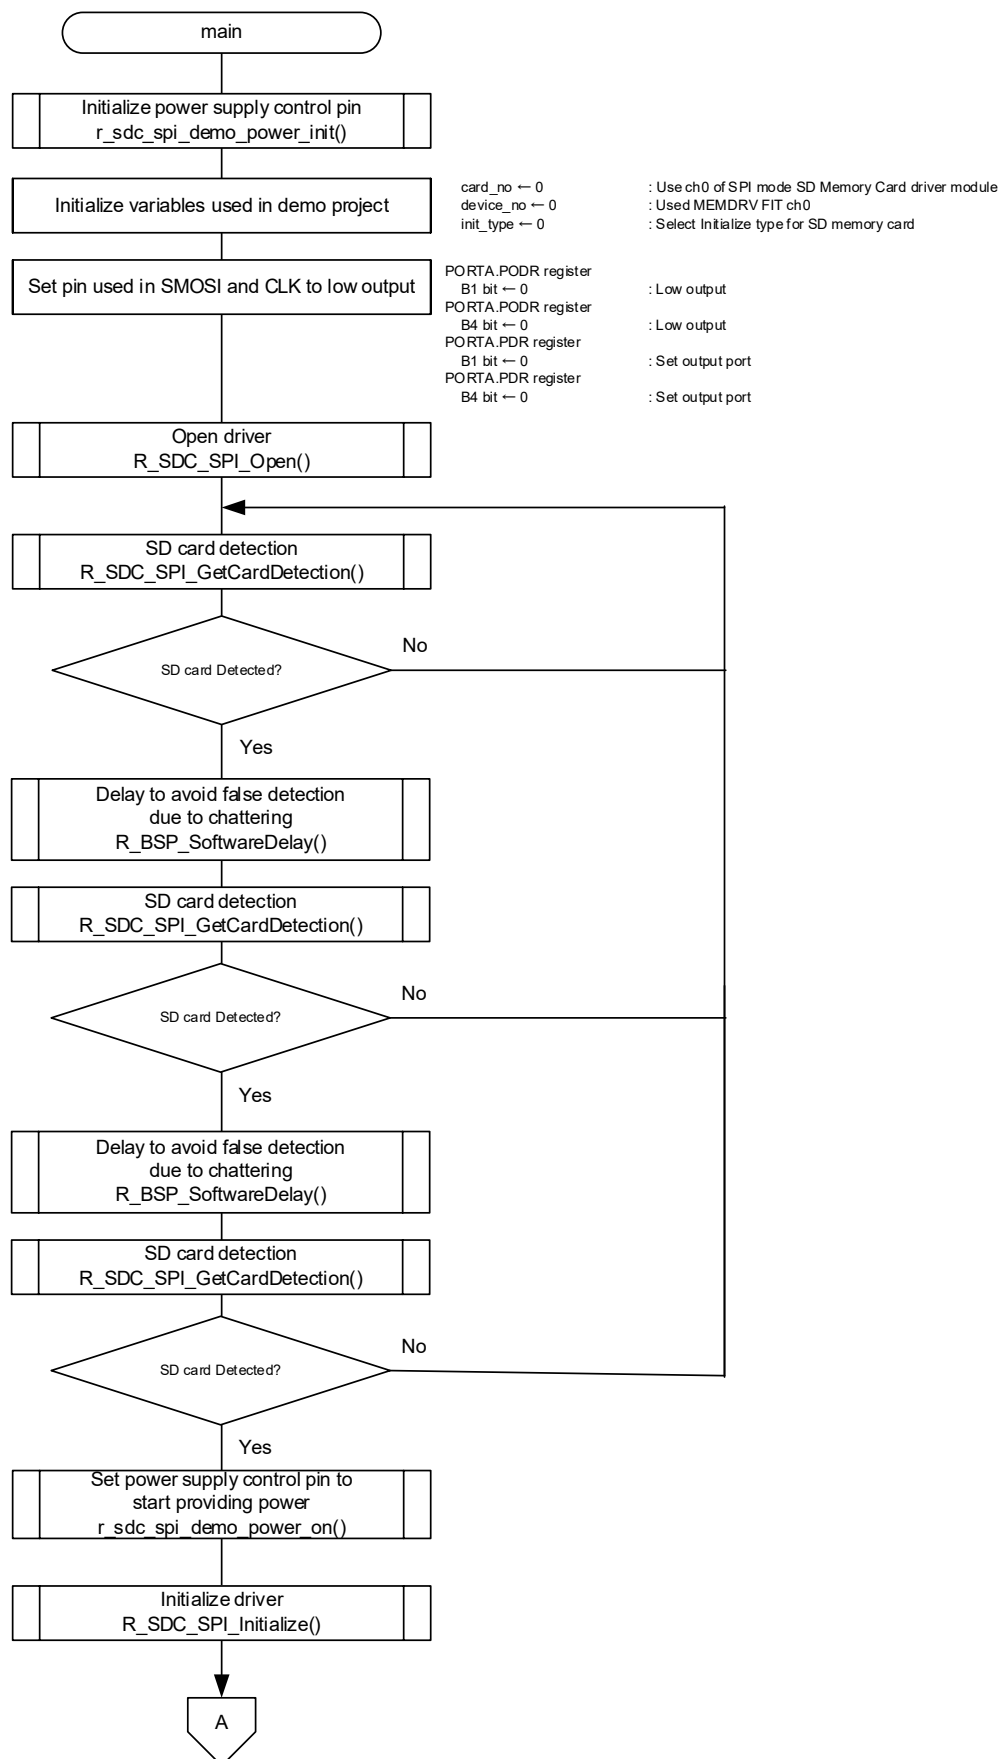 main
Initialize power supply control pin
r_sdc_spi_demo_power_init()
Initialize variables used in demo project
card_no ← 0 : Use ch0 of SPI mode SD Memory Card driver module
device_no ← 0 : Used MEMDRV FIT ch0
init_type ← 0 : Select Initialize type for SD memory card
Set pin used in SMOSI and CLK to low output
PORTA.PODR register
B1 bit ← 0 : Low output
PORTA.PODR register
B4 bit ← 0 : Low output
PORTA.PDR register
B1 bit ← 0 : Set output port
PORTA.PDR register
B4 bit ← 0 : Set output port
Open driver
R_SDC_SPI_Open()
SD card detection
R_SDC_SPI_GetCardDetection()
SD card Detected?
No
Yes
Delay to avoid false detection
due to chattering
R_BSP_SoftwareDelay()
SD card detection
R_SDC_SPI_GetCardDetection()
SD card Detected?
No
Yes
Delay to avoid false detection
due to chattering
R_BSP_SoftwareDelay()
SD card detection
R_SDC_SPI_GetCardDetection()
SD card Detected?
No
Yes
Set power supply control pin to
start providing power
r_sdc_spi_demo_power_on()
Initialize driver
R_SDC_SPI_Initialize()
A